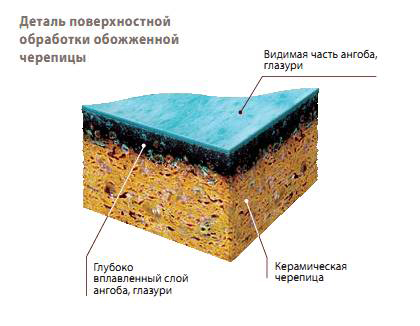 Деталь поверхностной
обработки обожженной
черепицы
Видимая часть ангоба,
глазури
Глубоко
вплавленный слой
ангоба, глазури
Керамическая
черепица